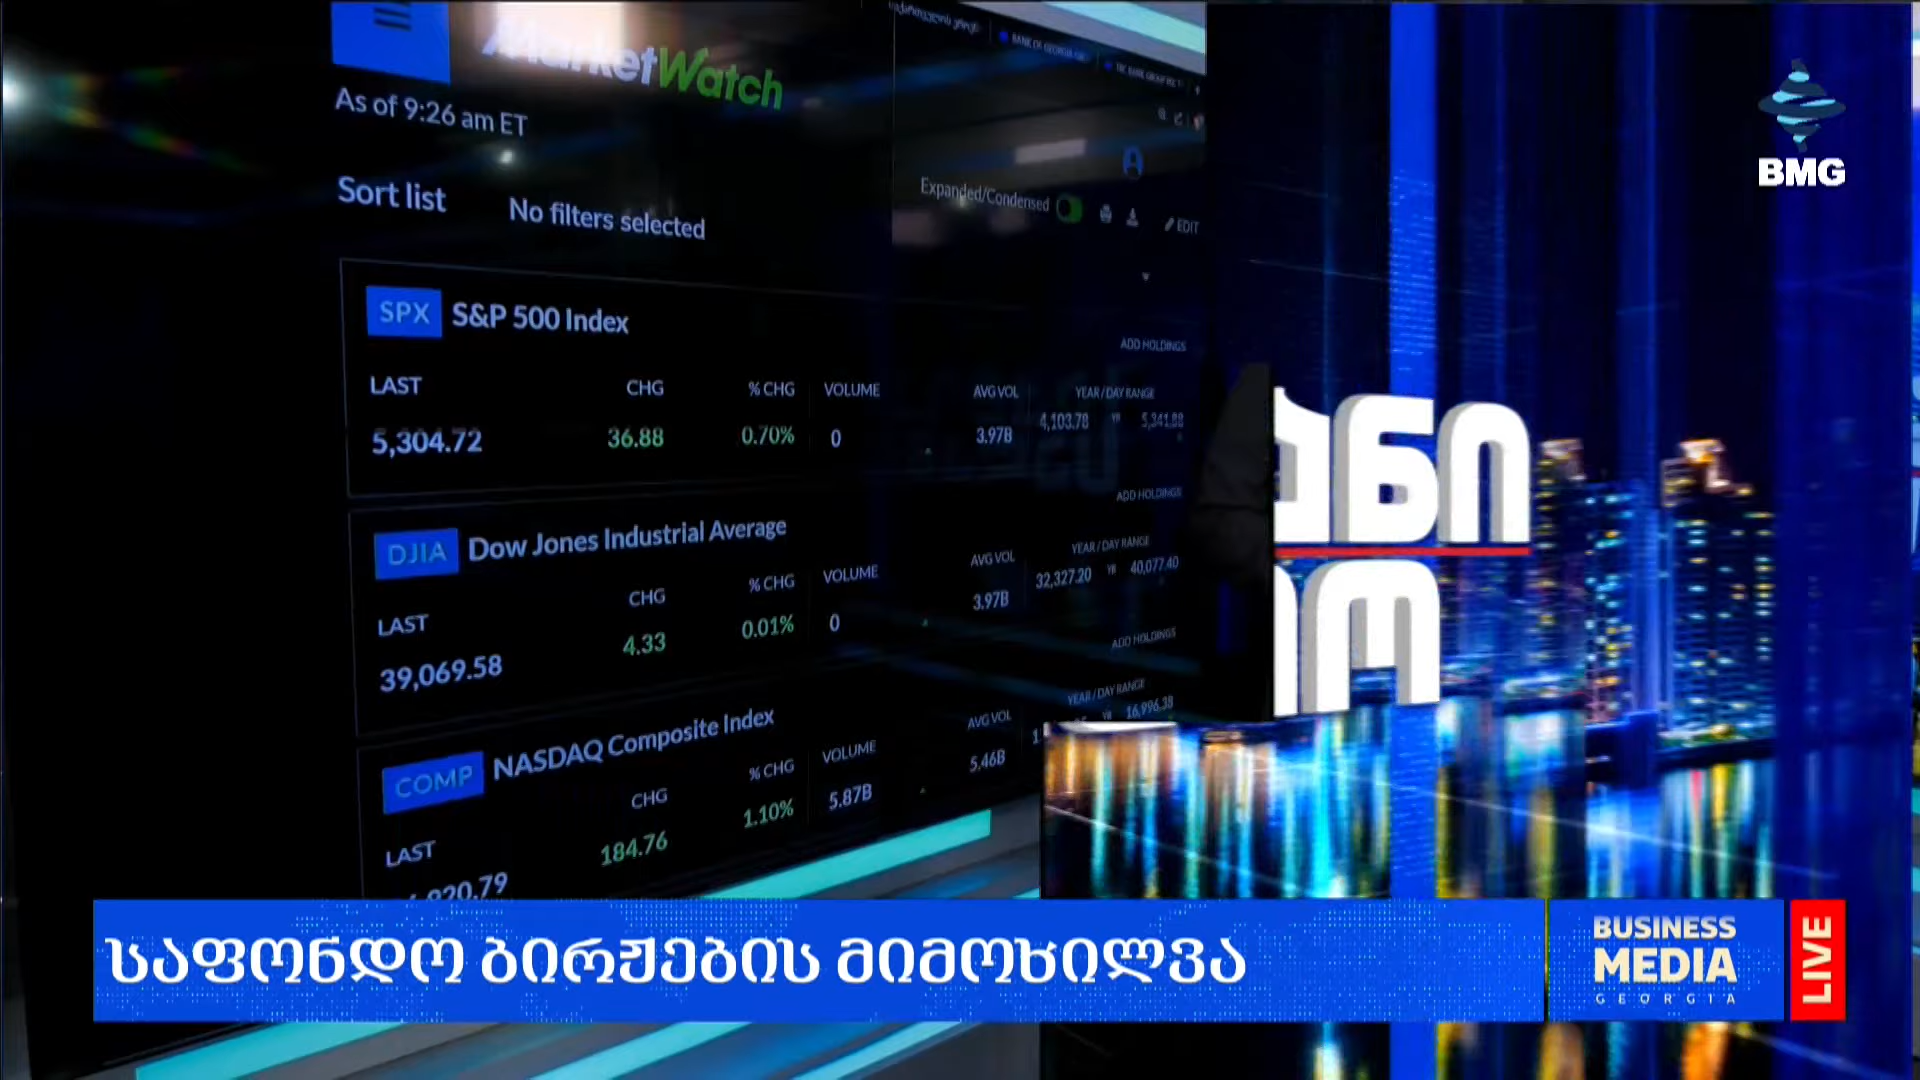 MarketWatch
As of 9:26 am ET
Sort list
No filters selected
Expanded/Condensed
EDIT
SPX S&P 500 Index
ADD HOLDINGS
LAST CHG % CHG VOLUME AVG VOL YEAR / DAY RANGE
5,304.72 36.88 0.70% 0 3.97B 4,103.78 YR 5,341.88
DJIA Dow Jones Industrial Average
ADD HOLDINGS
LAST CHG % CHG VOLUME AVG VOL YEAR / DAY RANGE
39,069.58 4.33 0.01% 0 3.97B 32,327.20 YR 40,077.40
COMP NASDAQ Composite Index
ADD HOLDINGS
LAST CHG % CHG VOLUME AVG VOL YEAR / DAY RANGE
184.76 1.10% 5.87B 5.46B YR 16,996.38
BMG
საფონდო ბირჟების მიმოხილვა
BUSINESS
MEDIA
GEORGIA
LIVE